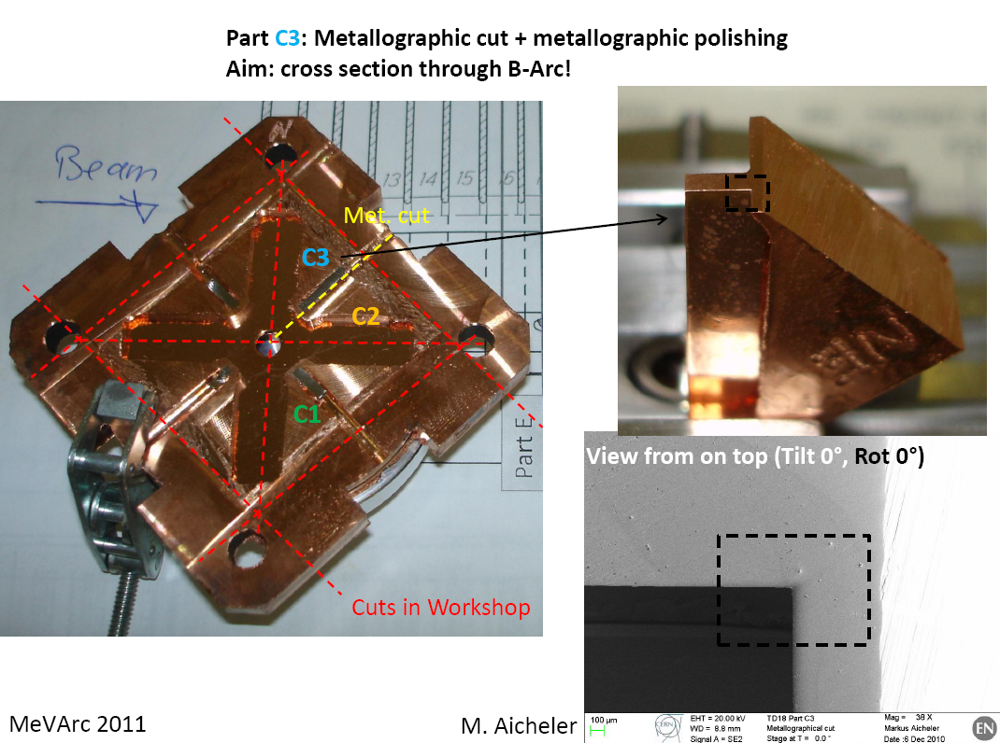 Part C3: Metallographic cut + metallographic polishing
Aim: cross section through B-Arc!
Beam
N
13
14
15
Met. cut
C3
C2
C1
Part E
Cuts in Workshop
View from on top (Tilt 0°, Rot 0°)
100 µm
CERN
EHT = 20.00 kV
WD = 8.8 mm
Signal A = SE2
TD18 Part C3
Metallographical cut
Stage at T = 0.0 °
Mag = 38 X
Markus Aicheler
Date :6 Dec 2010
EN
MeVArc 2011
M. Aicheler